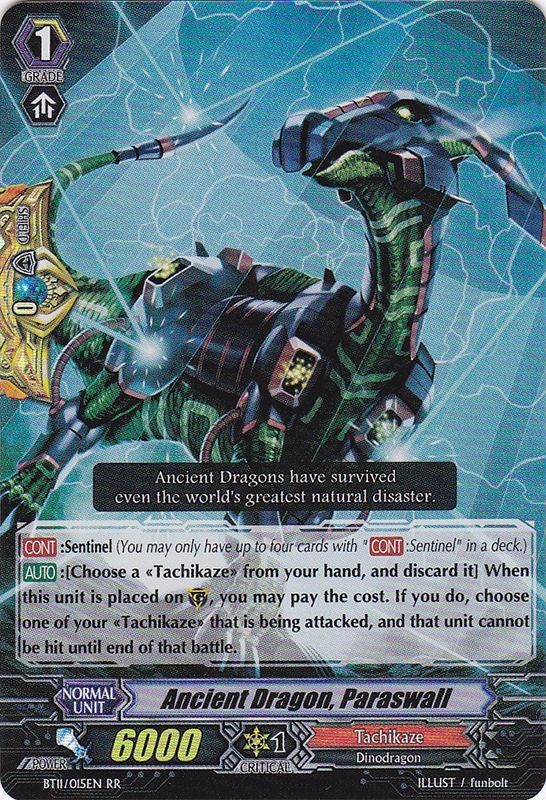 1
GRADE
SHIELD
0
Ancient Dragons have survived
even the world's greatest natural disaster.
CONT:Sentinel (You may only have up to four cards with "CONT:Sentinel" in a deck.)
AUTO:[Choose a «Tachikaze» from your hand, and discard it] When
this unit is placed on , you may pay the cost. If you do, choose
one of your «Tachikaze» that is being attacked, and that unit cannot
be hit until end of that battle.
NORMAL
UNIT
Ancient Dragon, Paraswall
POWER
6000
1
CRITICAL
Tachikaze
Dinodragon
BT11/015EN RR
ILLUST / funbolt